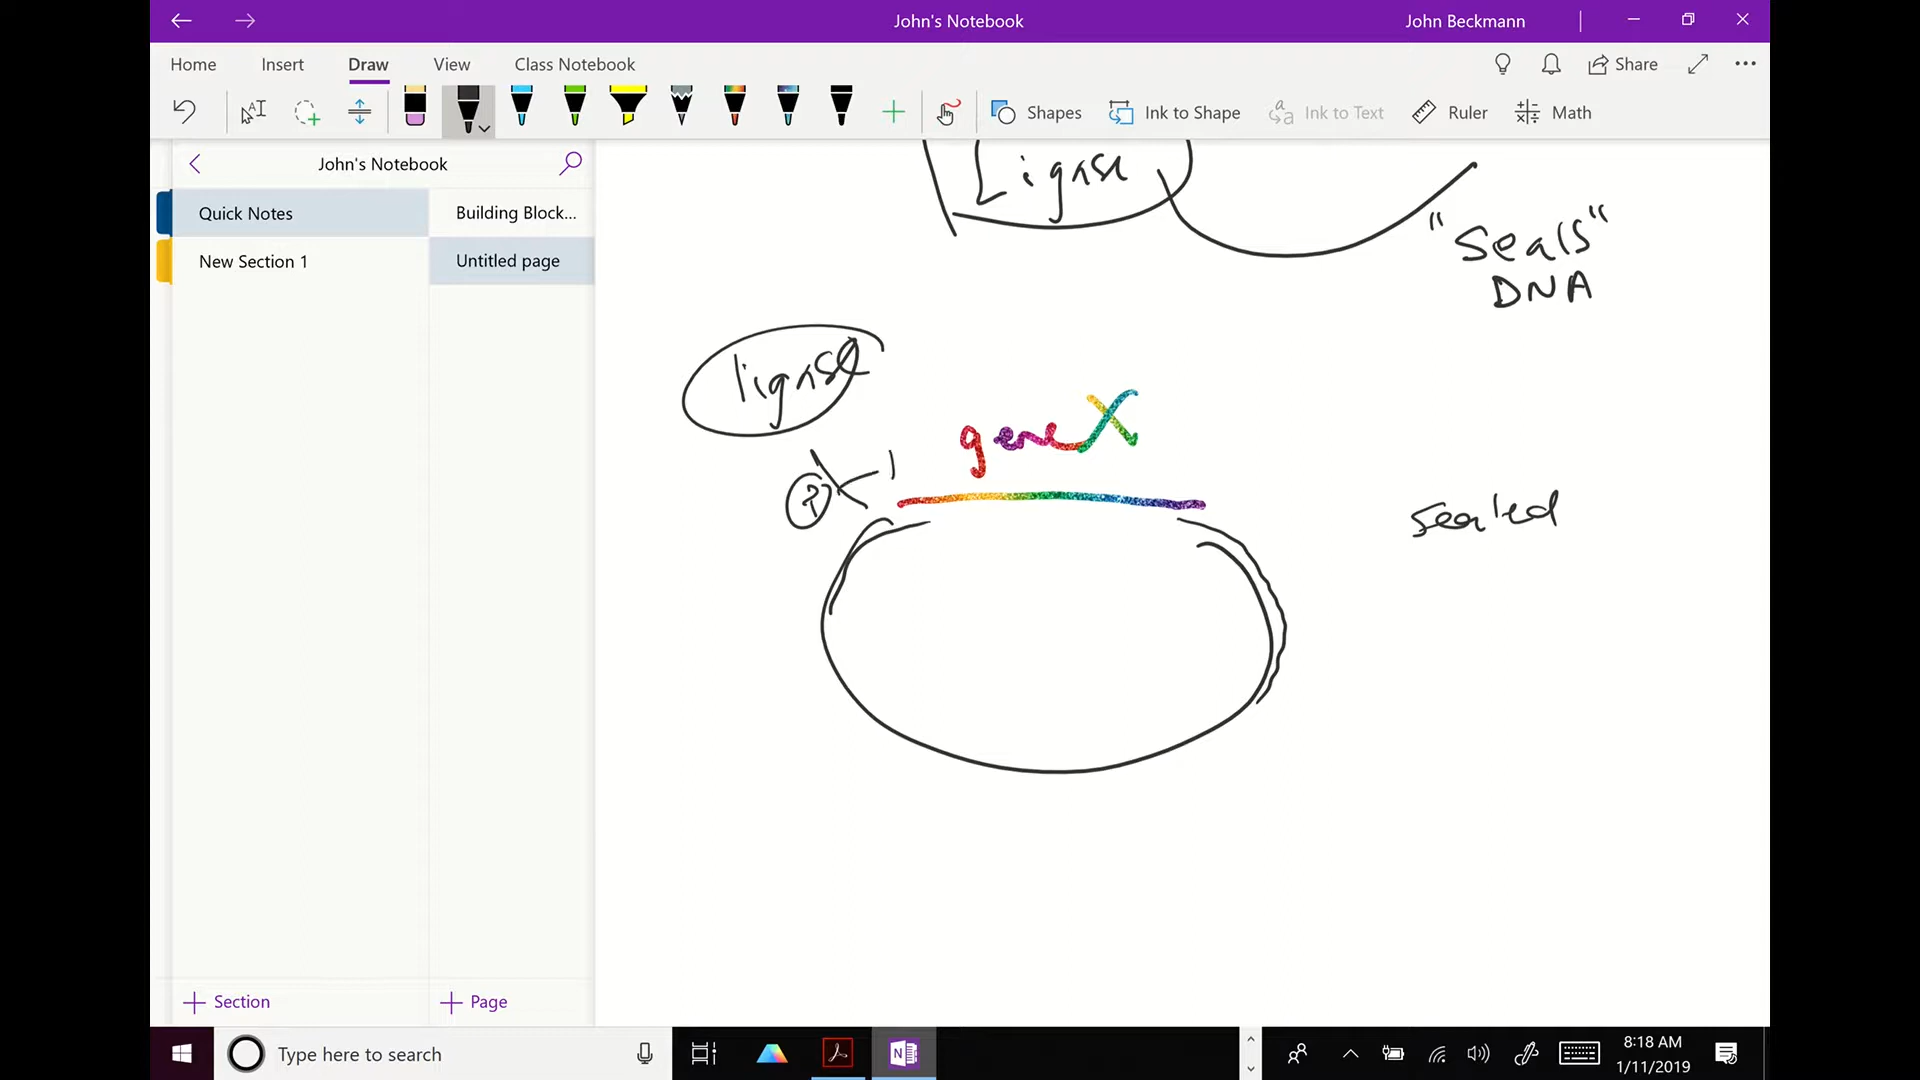 John's Notebook
John Beckmann
Home
Insert
Draw
View
Class Notebook
Share
Shapes
Ink to Shape
Ink to Text
Ruler
Math
John's Notebook
Quick Notes
New Section 1
Building Block...
Untitled page
Ligase
"Seals"
DNA
ligase
gene X
sealed
Section
Page
Type here to search
8:18 AM
1/11/2019